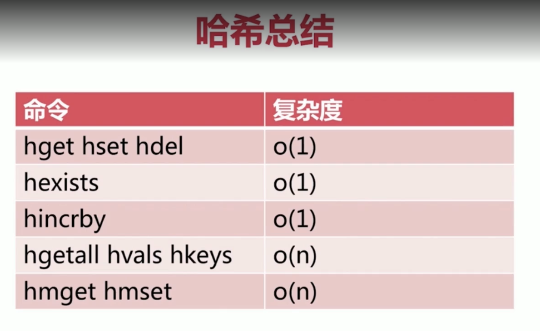 哈希总结
命令 复杂度
hget hset hdel o(1)
hexists o(1)
hincrby o(1)
hgetall hvals hkeys o(n)
hmget hmset o(n)